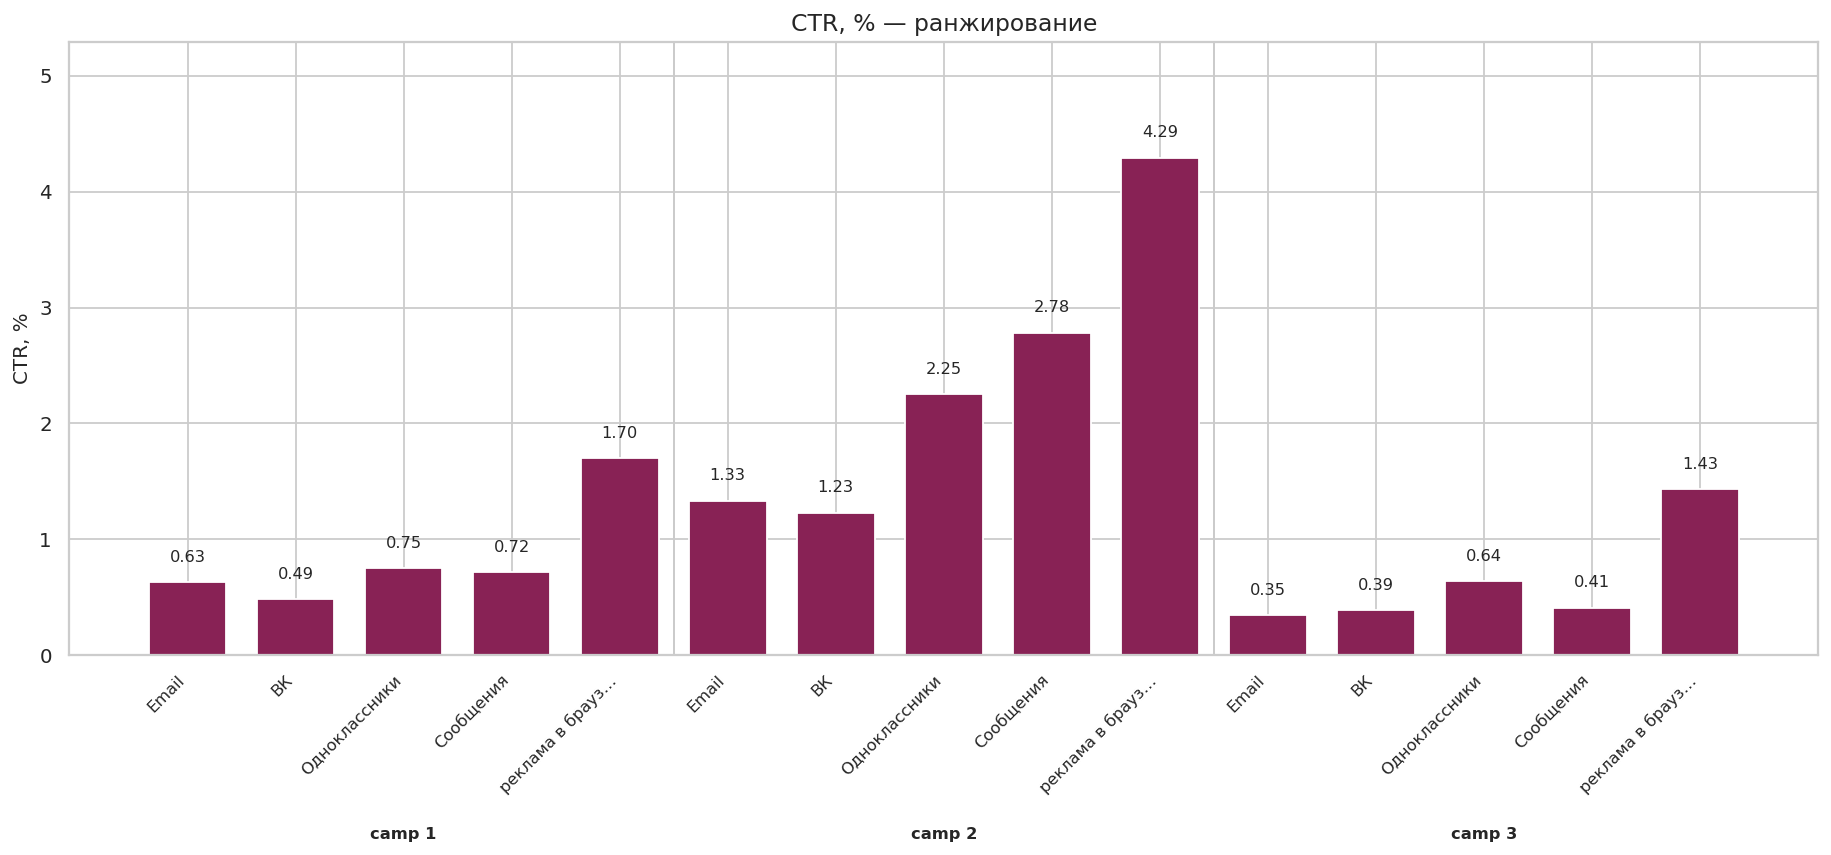 CTR, % — ранжирование
CTR, %
5
4
3
2
1
0
0.63
0.49
0.75
0.72
1.70
1.33
1.23
2.25
2.78
4.29
0.35
0.39
0.64
0.41
1.43
Email
ВК
Одноклассники
Сообщения
реклама в брауз...
Email
ВК
Одноклассники
Сообщения
реклама в брауз...
Email
ВК
Одноклассники
Сообщения
реклама в брауз...
camp 1
camp 2
camp 3